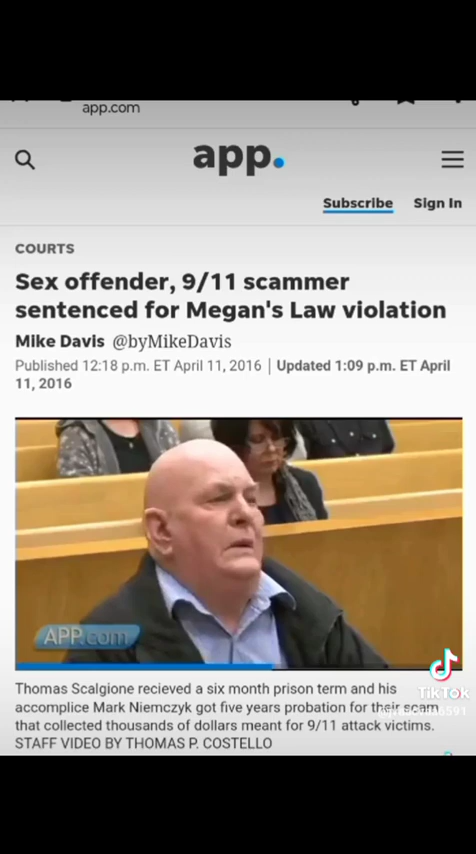 app.com
app.
Subscribe Sign In
COURTS
Sex offender, 9/11 scammer
sentenced for Megan's Law violation
Mike Davis @byMikeDavis
Published 12:18 p.m. ET April 11, 2016 | Updated 1:09 p.m. ET April
11, 2016
APP.com
TikTok
Thomas Scalgione recieved a six month prison term and his
accomplice Mark Niemczyk got five years probation for their scam
that collected thousands of dollars meant for 9/11 attack victims.
STAFF VIDEO BY THOMAS P. COSTELLO